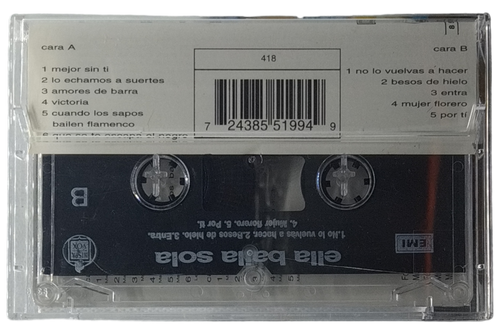 cara A
1 mejor sin ti
2 lo echamos a suertes
3 amores de barra
4 victoria
5 cuando los sapos
bailen flamenco
418
7 24385 51994 9
cara B
1 no lo vuelvas a hacer
2 besos de hielo
3 entra
4 mujer florero
5 por ti
B
EMI
ella baila sola
1.No lo vuelvas a hacer. 2.Besos de hielo. 3.Entra.
4. Mujer florero. 5. Por ti.